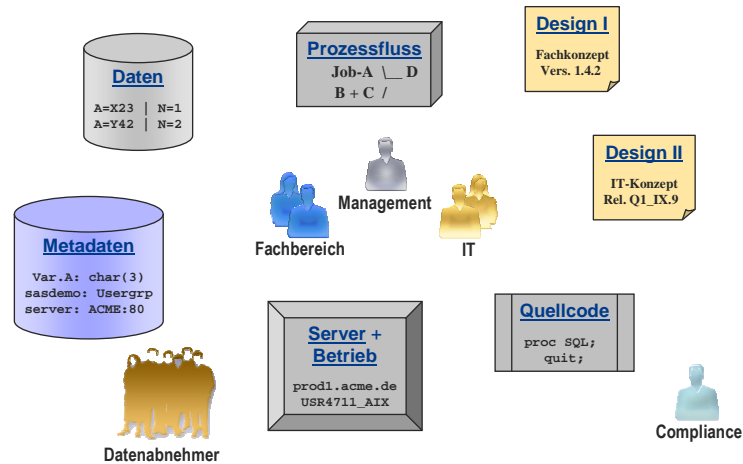 Daten
A=X23 | N=1
A=Y42 | N=2
Prozessfluss
Job-A \__ D
B + C /
Design I
Fachkonzept
Vers. 1.4.2
Design II
IT-Konzept
Rel. Q1_IX.9
Management
Fachbereich
IT
Metadaten
Var.A: char(3)
sasdemo: Usergrp
server: ACME:80
Server +
Betrieb
prod1.acme.de
USR4711_AIX
Quellcode
proc SQL;
quit;
Datenabnehmer
Compliance